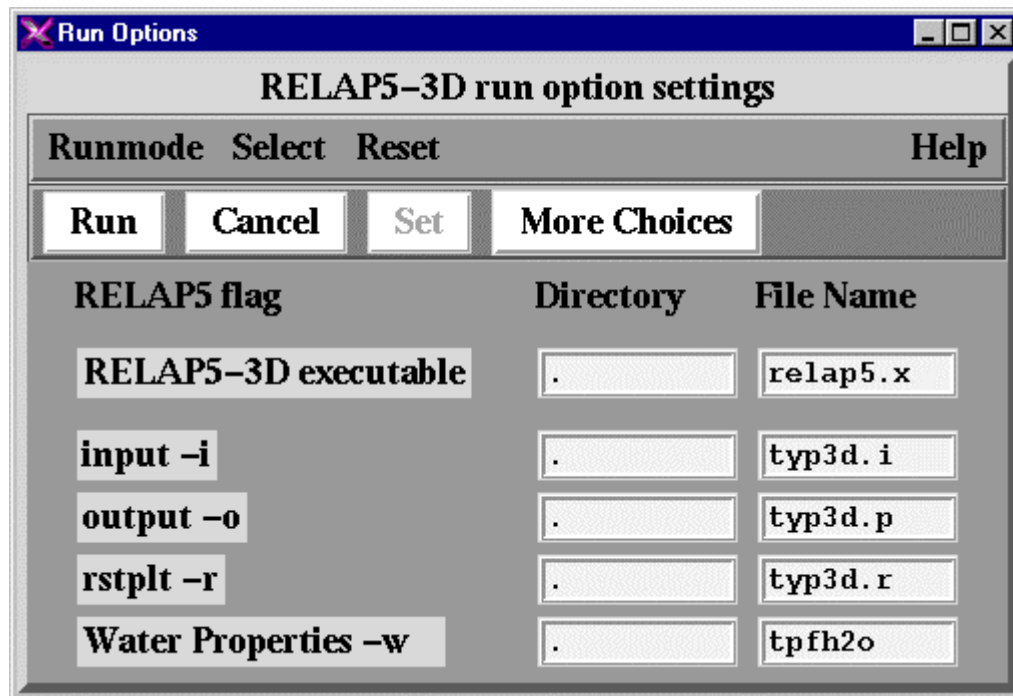 Run Options
RELAP5-3D run option settings
Runmode Select Reset Help
Run Cancel Set More Choices
RELAP5 flag Directory File Name
RELAP5-3D executable . relap5.x
input -i . typ3d.i
output -o . typ3d.p
rstplt -r . typ3d.r
Water Properties -w . tpfh2o